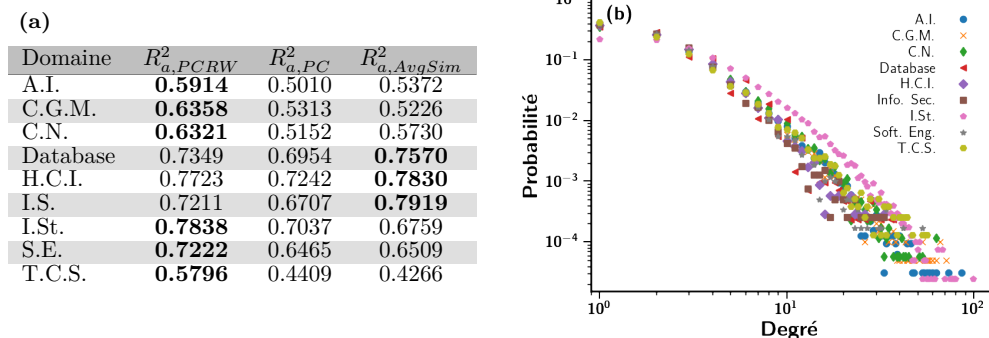 (a)
Domaine R²a,PCRW R²a,PC R²a,AvgSim
A.I. 0.5914 0.5010 0.5372
C.G.M. 0.6358 0.5313 0.5226
C.N. 0.6321 0.5152 0.5730
Database 0.7349 0.6954 0.7570
H.C.I. 0.7723 0.7242 0.7830
I.S. 0.7211 0.6707 0.7919
I.St. 0.7838 0.7037 0.6759
S.E. 0.7222 0.6465 0.6509
T.C.S. 0.5796 0.4409 0.4266
(b)
A.I.
C.G.M.
C.N.
Database
H.C.I.
Info. Sec.
I.St.
Soft. Eng.
T.C.S.
Probabilité
10⁻¹
10⁻²
10⁻³
10⁻⁴
10⁰ 10¹ 10²
Degré